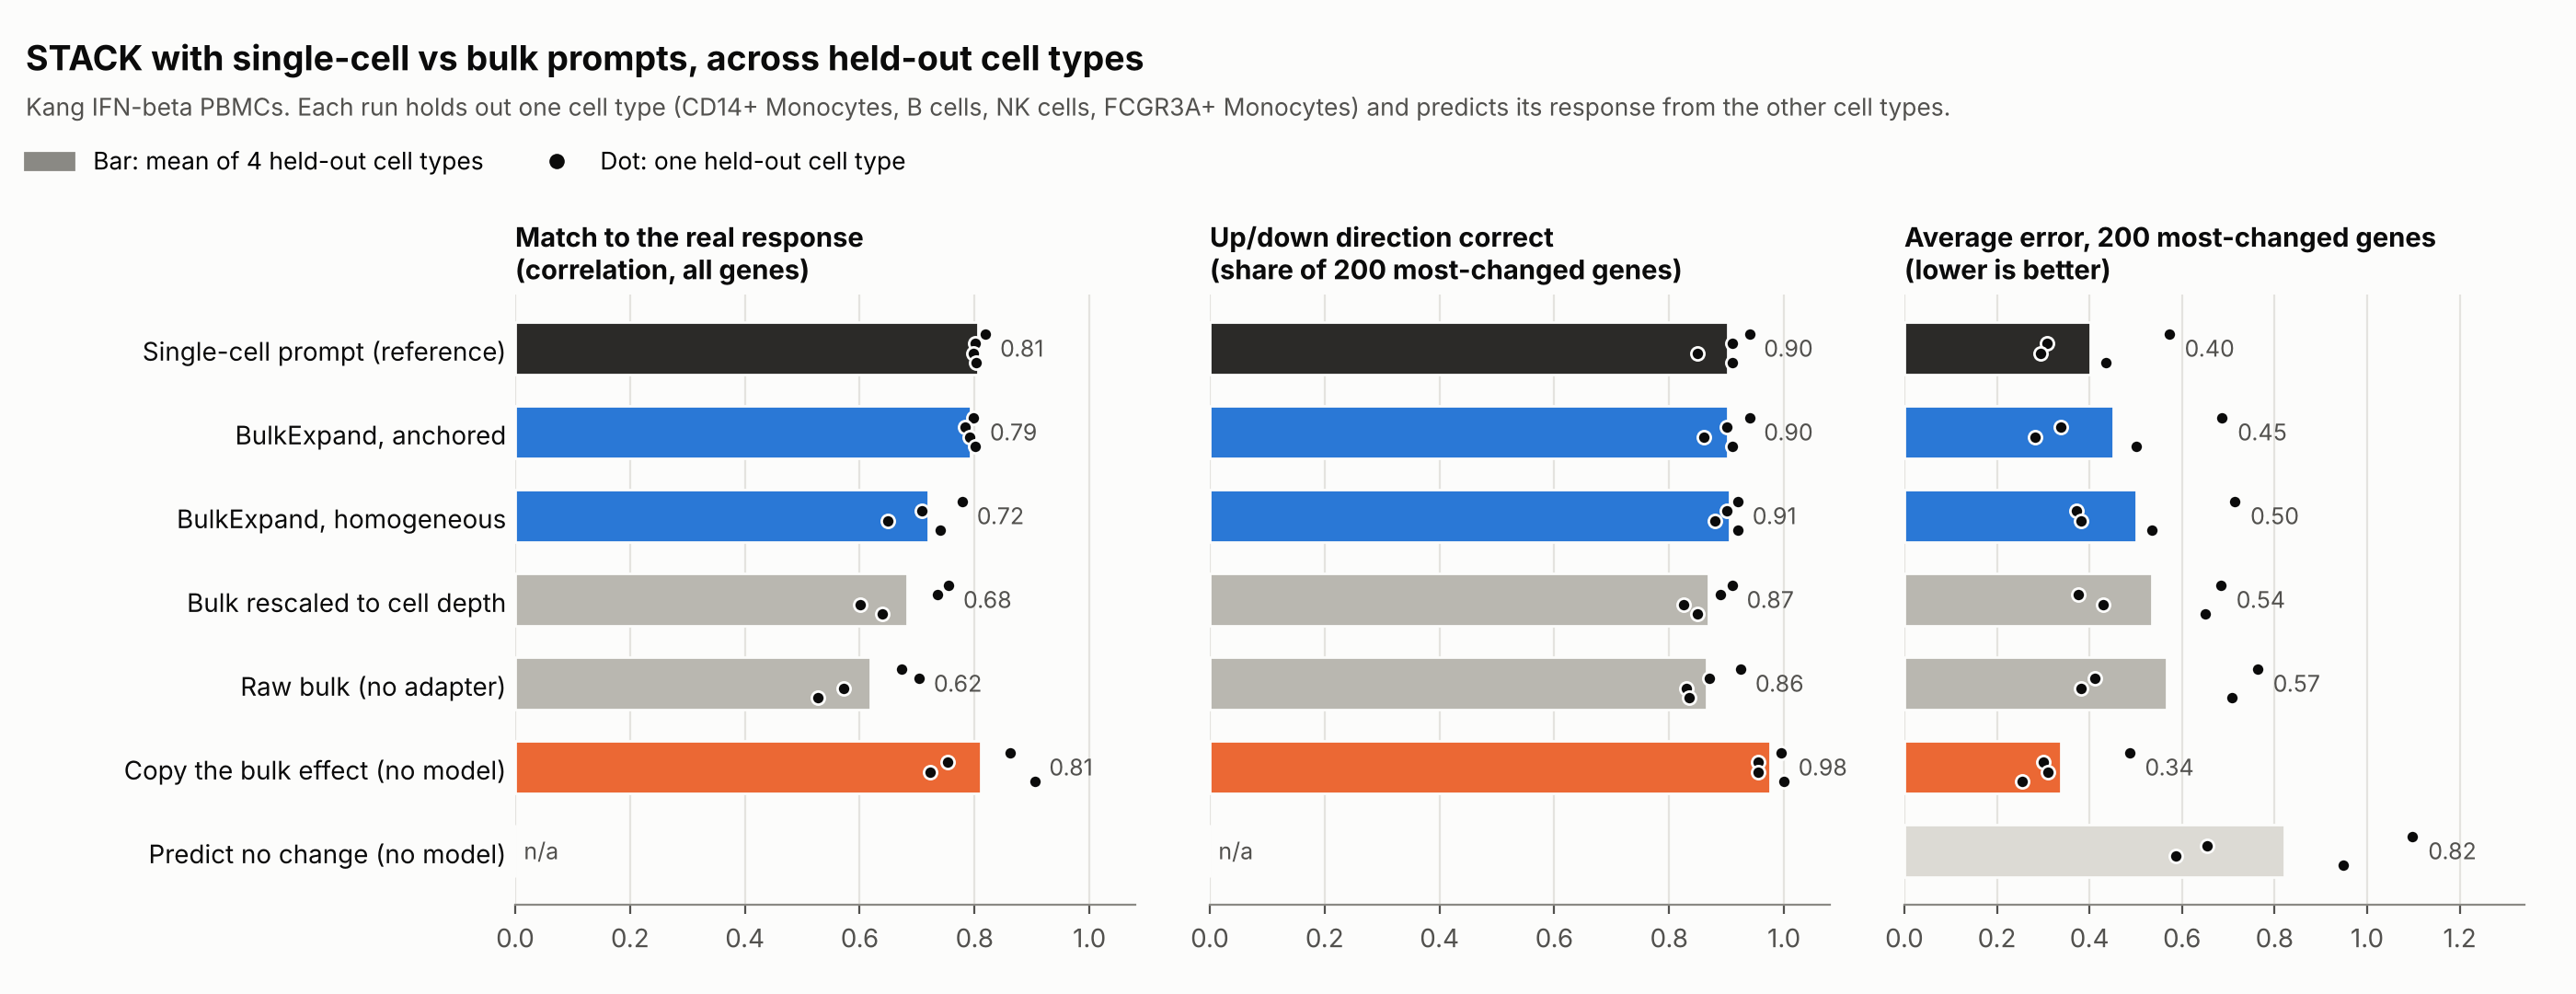 STACK with single-cell vs bulk prompts, across held-out cell types
Kang IFN-beta PBMCs. Each run holds out one cell type (CD14+ Monocytes, B cells, NK cells, FCGR3A+ Monocytes) and predicts its response from the other cell types.
Bar: mean of 4 held-out cell types
Dot: one held-out cell type
Match to the real response
(correlation, all genes)
Up/down direction correct
(share of 200 most-changed genes)
Average error, 200 most-changed genes
(lower is better)
Single-cell prompt (reference) 0.81 0.90 0.40
BulkExpand, anchored 0.79 0.90 0.45
BulkExpand, homogeneous 0.72 0.91 0.50
Bulk rescaled to cell depth 0.68 0.87 0.54
Raw bulk (no adapter) 0.62 0.86 0.57
Copy the bulk effect (no model) 0.81 0.98 0.34
Predict no change (no model) n/a n/a 0.82
0.0 0.2 0.4 0.6 0.8 1.0
0.0 0.2 0.4 0.6 0.8 1.0
0.0 0.2 0.4 0.6 0.8 1.0 1.2